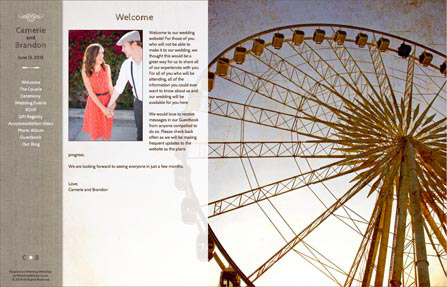 Camerie
and
Brandon
June 15, 2013
Welcome
The Couple
Ceremony
Wedding Events
RSVP
Gift Registry
Accommodation Ideas
Photo Album
Guestbook
Our Blog
C B
Welcome
Welcome to our wedding
website! For those of you
who will not be able to
make it to our wedding, we
thought this would be a
great way for us to share all
of our experiences with you.
For all of you who will be
attending, all of the
information you could ever
want to know about us and
our wedding will be
available for you here.
We would love to receive
messages in our Guestbook
from anyone compelled to
do so. Please check back
often as we will be making
frequent updates to the
website as the plans
progress.
We are looking forward to seeing everyone in just a few months.
Love,
Camerie and Brandon